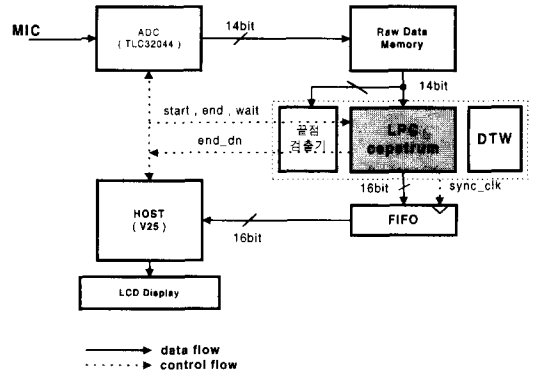 MIC
ADC
( TLC32044 )
14bit
Raw Data
Memory
14bit
start , end , wait
end_dn
끝점
검출기
LPC
cepstrum
DTW
16bit
sync_clk
HOST
( V25 )
16bit
FIFO
LCD Display
data flow
control flow